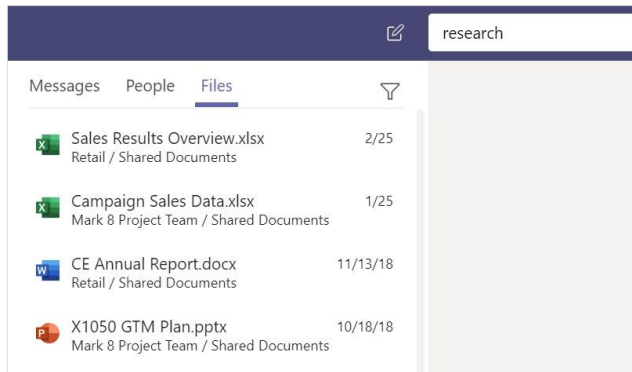 research
Messages People Files
Sales Results Overview.xlsx 2/25
Retail / Shared Documents
Campaign Sales Data.xlsx 1/25
Mark 8 Project Team / Shared Documents
CE Annual Report.docx 11/13/18
Retail / Shared Documents
X1050 GTM Plan.pptx 10/18/18
Mark 8 Project Team / Shared Documents